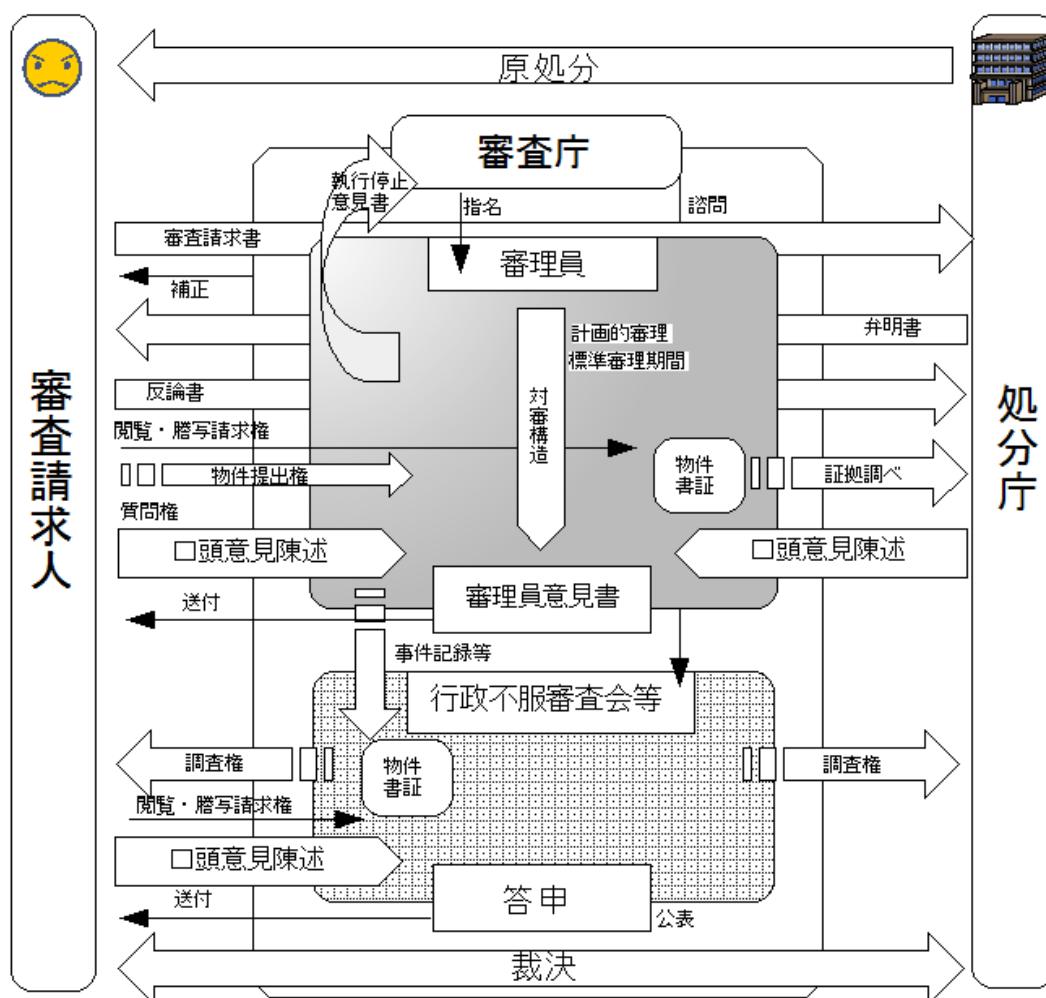 原処分
審査庁
執行停止
意見書
指名
諮問
審査請求書
審理員
補正
計画的審理
標準審理期間
弁明書
審査請求人
処分庁
反論書
対審構造
閲覧・謄写請求権
物件提出権
物件
書証
証拠調べ
質問権
口頭意見陳述
口頭意見陳述
審理員意見書
送付
事件記録等
行政不服審査会等
調査権
物件
書証
調査権
閲覧・謄写請求権
口頭意見陳述
送付
答申
公表
裁決